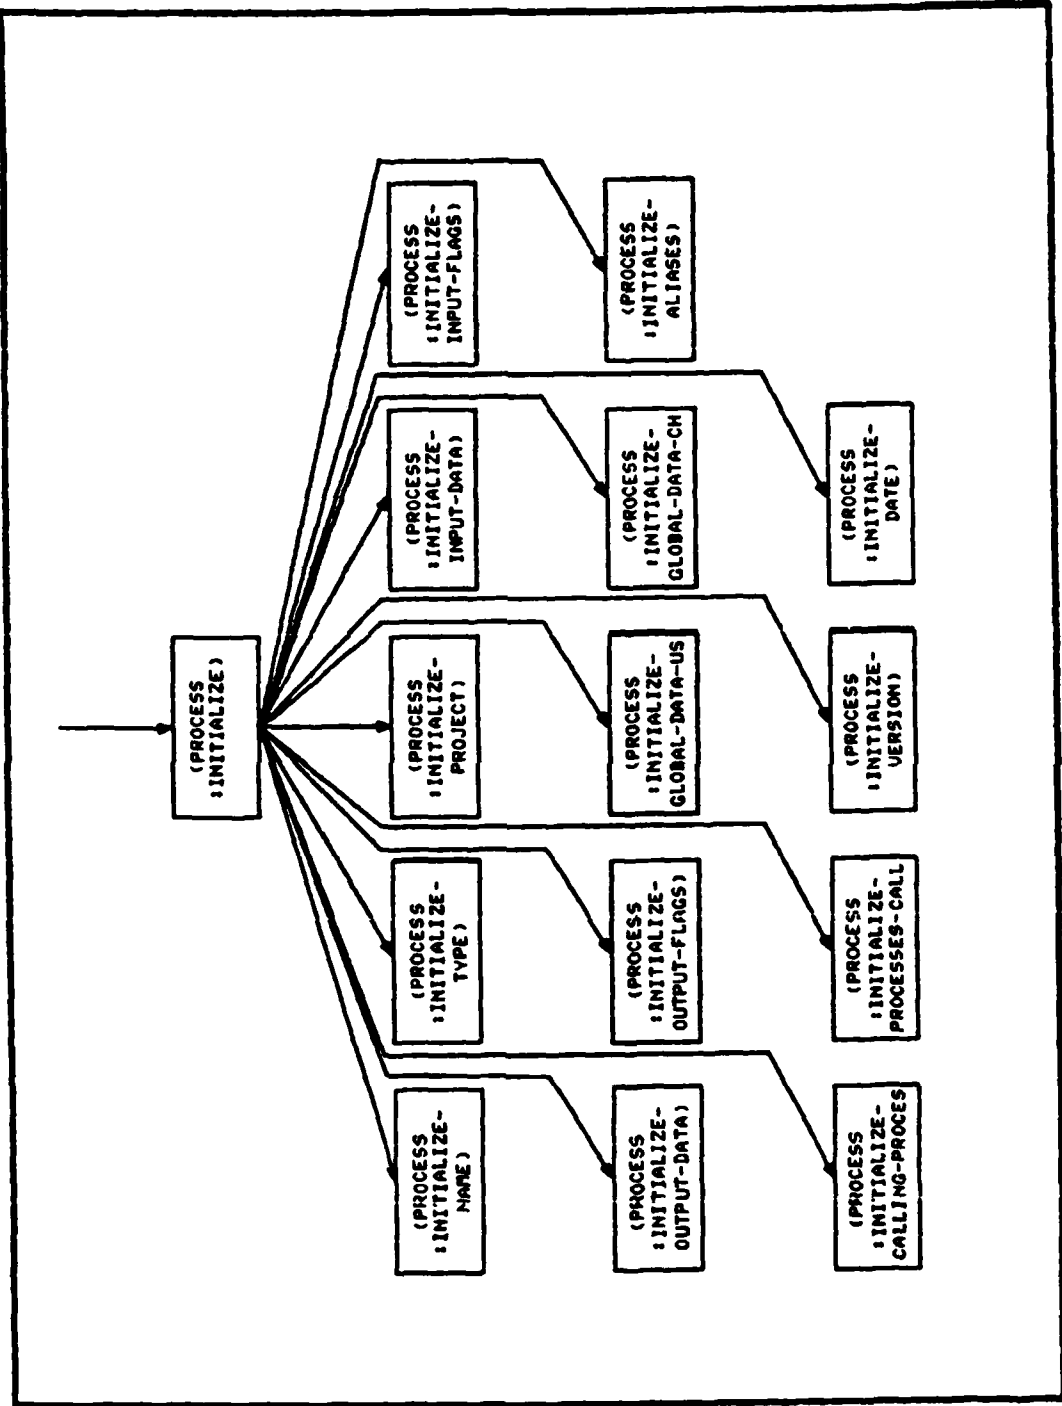 (PROCESS
:INITIALIZE)
(PROCESS
:INITIALIZE-
NAME)
(PROCESS
:INITIALIZE-
TYPE)
(PROCESS
:INITIALIZE-
PROJECT)
(PROCESS
:INITIALIZE-
INPUT-DATA)
(PROCESS
:INITIALIZE-
INPUT-FLAGS)
(PROCESS
:INITIALIZE-
OUTPUT-DATA)
(PROCESS
:INITIALIZE-
OUTPUT-FLAGS)
(PROCESS
:INITIALIZE-
GLOBAL-DATA-US
(PROCESS
:INITIALIZE-
GLOBAL-DATA-CH
(PROCESS
:INITIALIZE-
ALIASES)
(PROCESS
:INITIALIZE-
CALLING-PROCES
(PROCESS
:INITIALIZE-
PROCESSES-CALL
(PROCESS
:INITIALIZE-
VERSION)
(PROCESS
:INITIALIZE-
DATE)